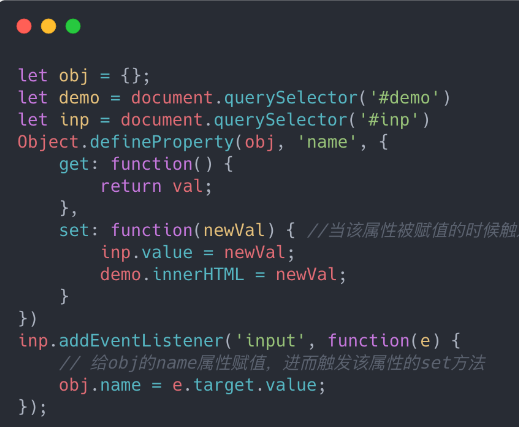 let obj = {};
let demo = document.querySelector('#demo')
let inp = document.querySelector('#inp')
Object.defineProperty(obj, 'name', {
    get: function() {
        return val;
    },
    set: function(newVal) { //当该属性被赋值的时候触
        inp.value = newVal;
        demo.innerHTML = newVal;
    }
})
inp.addEventListener('input', function(e) {
    // 给obj的name属性赋值，进而触发该属性的set方法
    obj.name = e.target.value;
});